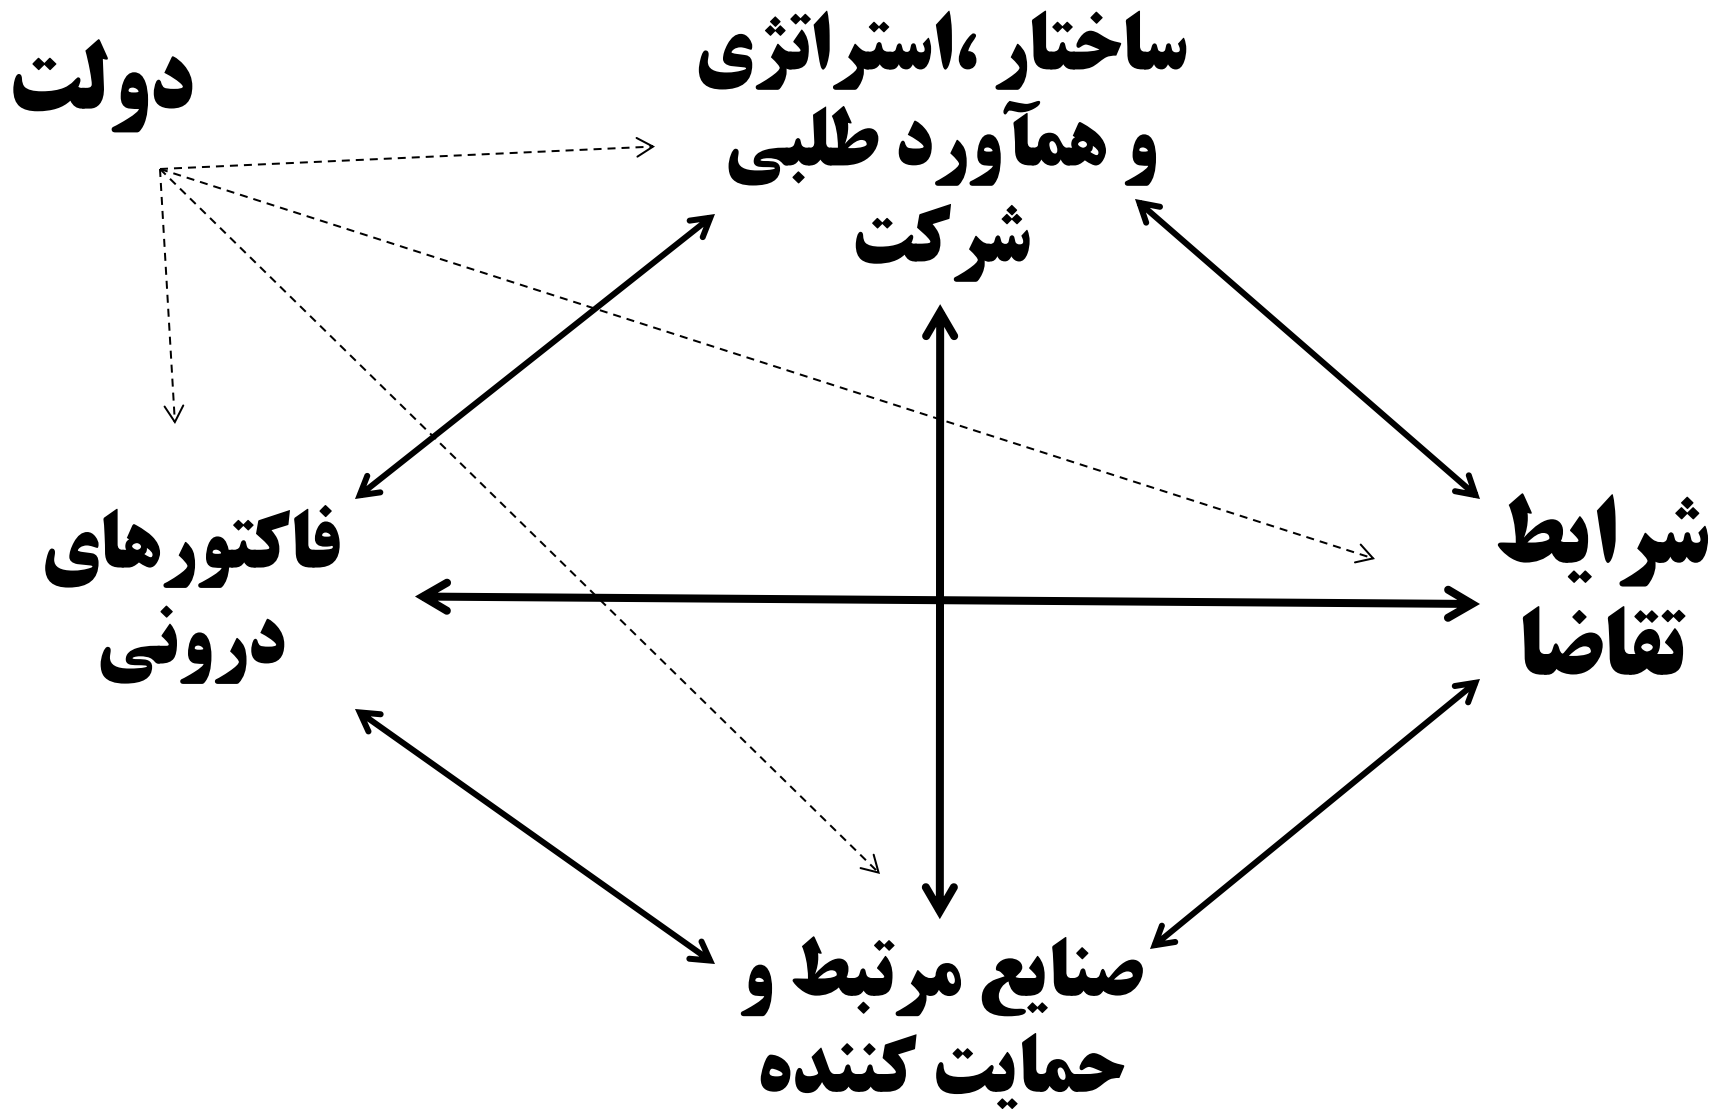 دولت
ساختار ،استراتژی
و همآورد طلبی
شرکت
شرایط
تقاضا
فاکتورهای
درونی
صنایع مرتبط و
حمایت کننده